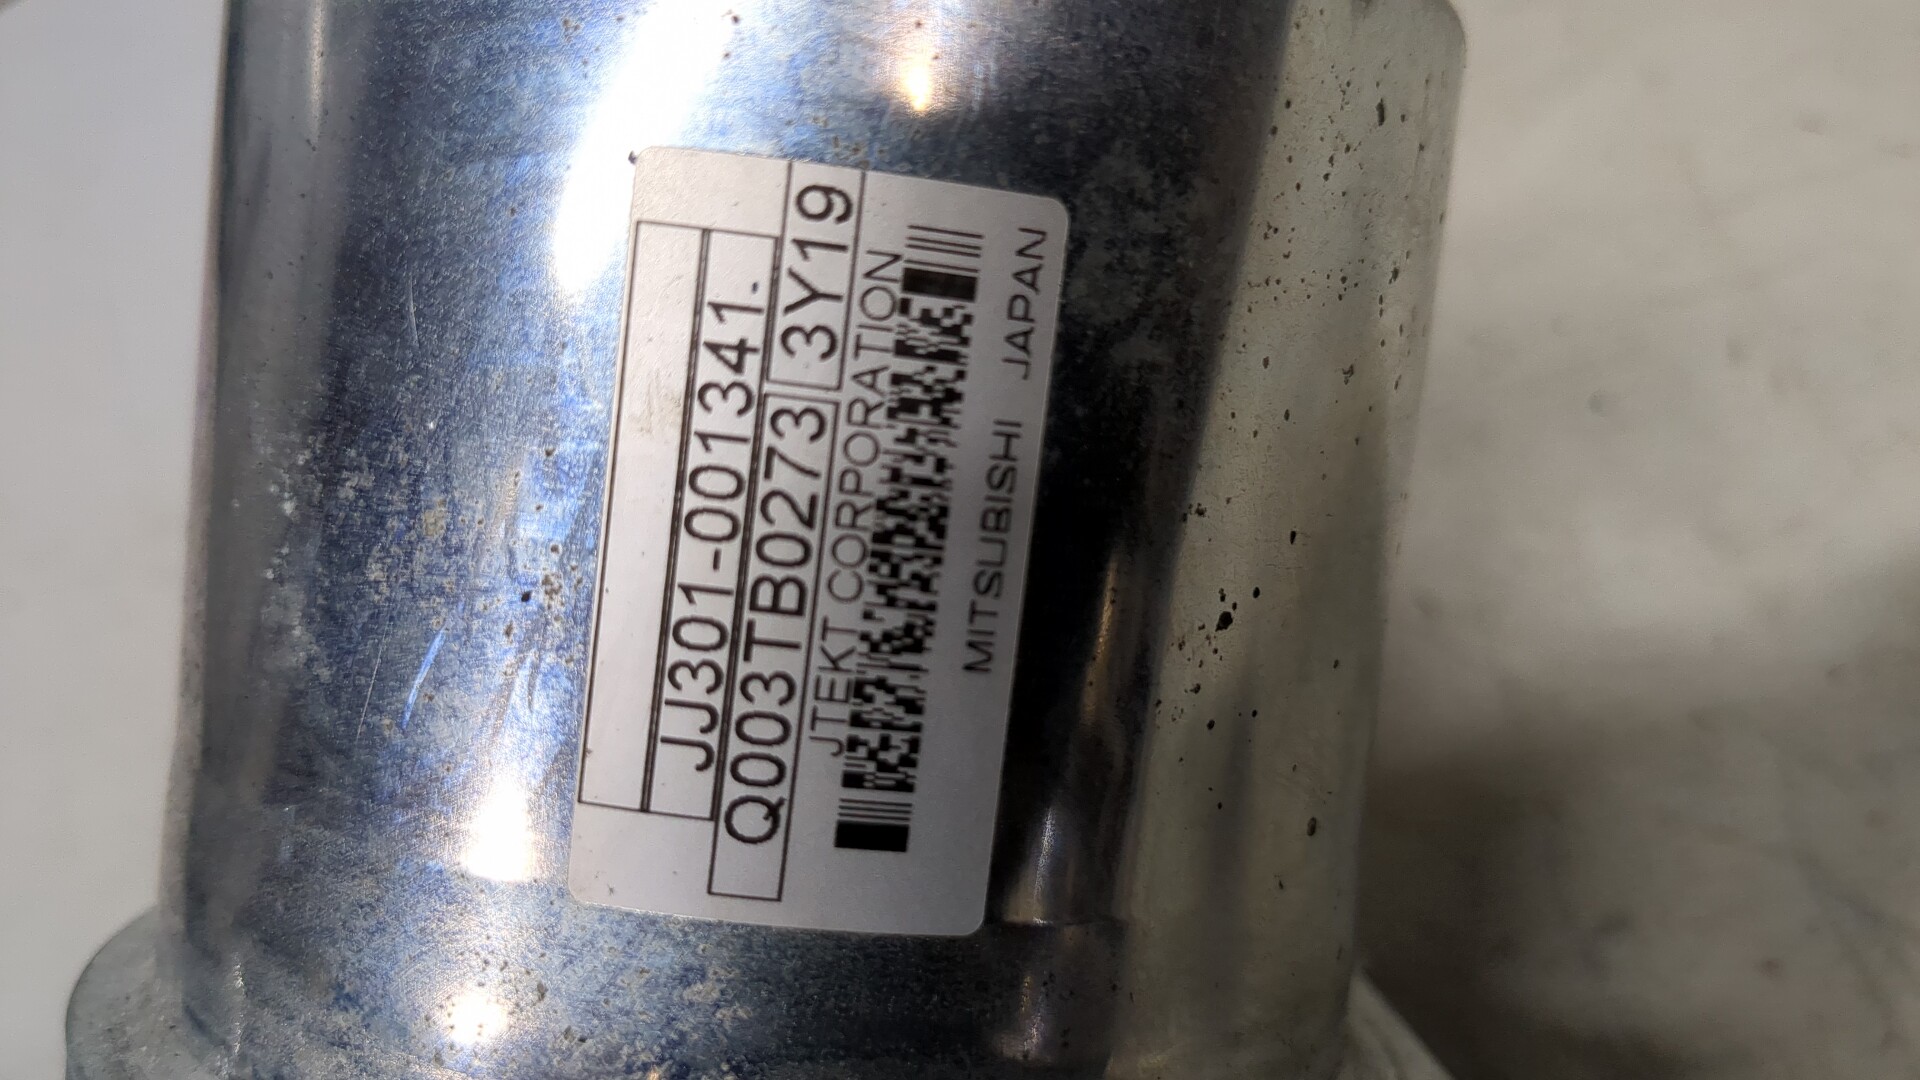 JJ301-001341.
Q003TB0273 3Y19
JTEKT CORPORATION
MITSUBISHI JAPAN